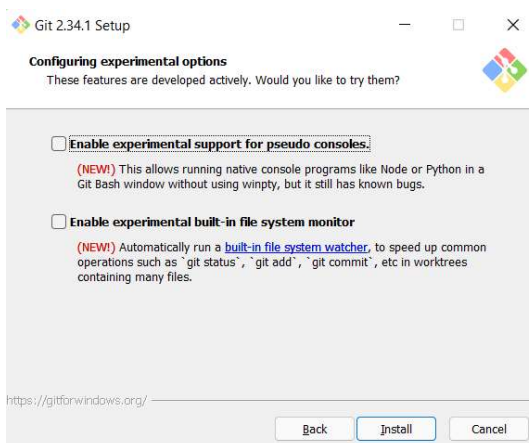 Git 2.34.1 Setup
Configuring experimental options
These features are developed actively. Would you like to try them?
Enable experimental support for pseudo consoles.
(NEW!) This allows running native console programs like Node or Python in a
Git Bash window without using winpty, but it still has known bugs.
Enable experimental built-in file system monitor
(NEW!) Automatically run a built-in file system watcher, to speed up common
operations such as `git status`, `git add`, `git commit`, etc in worktrees
containing many files.
https://gitforwindows.org/
Back Install Cancel